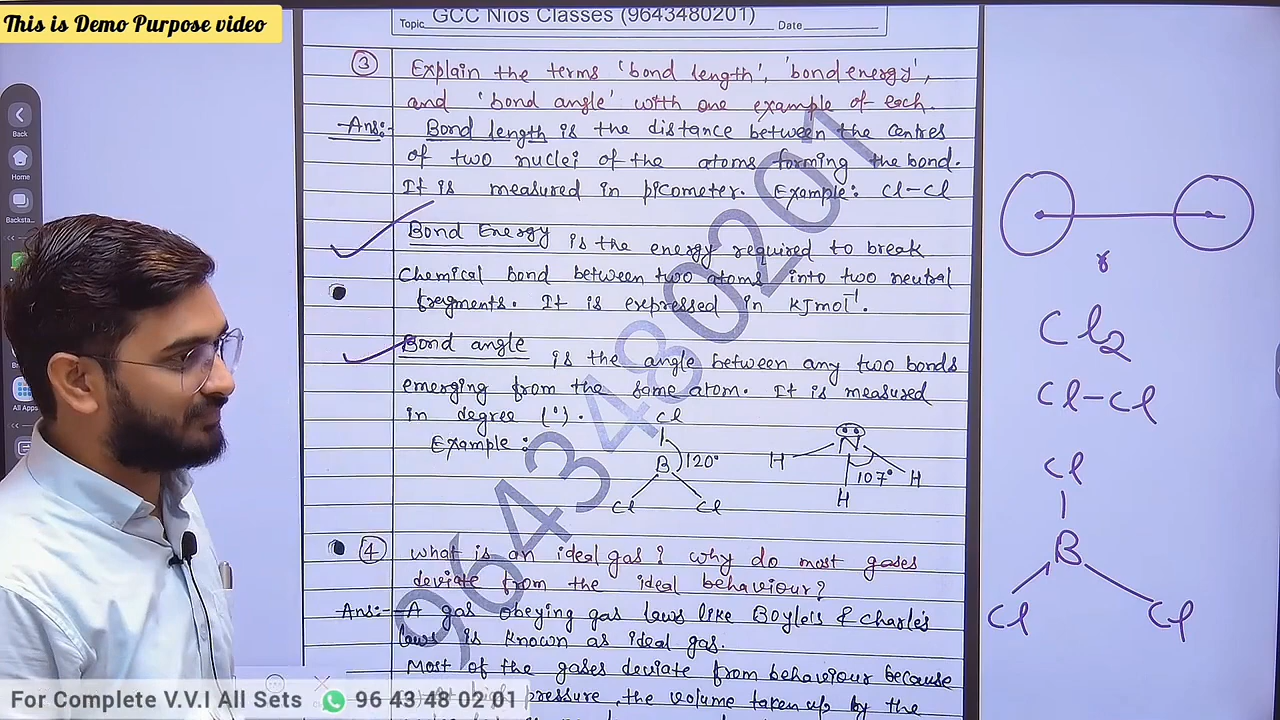 This is Demo Purpose video
GCC Nios Classes (9643480201)
Topic Date
③ Explain the terms 'bond length', 'bond energy',
and 'bond angle' with one example of each.
Ans:- Bond length is the distance between the centres
of two nuclei of the atoms forming the bond.
It is measured in picometer. Example: Cl-Cl
Bond Energy is the energy required to break
Chemical bond between two atoms into two neutral
fregments. It is expressed in KJmol⁻¹.
Bond angle is the angle between any two bonds
emerging from the same atom. It is measured
in degree (°).
Example:
Cl
B 120°
Cl Cl
N
H H
107°
H
④ what is an ideal gas? why do most gases
deviate from the ideal behaviour?
Ans:- A gas obeying gas laws like Boyle's & charle's
laws is known as ideal gas.
Most of the gases deviate from behaviour because
pressure, the volume taken up by the
9643480201
Back
Home
Backsta...
All Apps
r
Cl2
Cl-Cl
Cl
B
Cl Cl
For Complete V.V.I All Sets 96 43 48 02 01